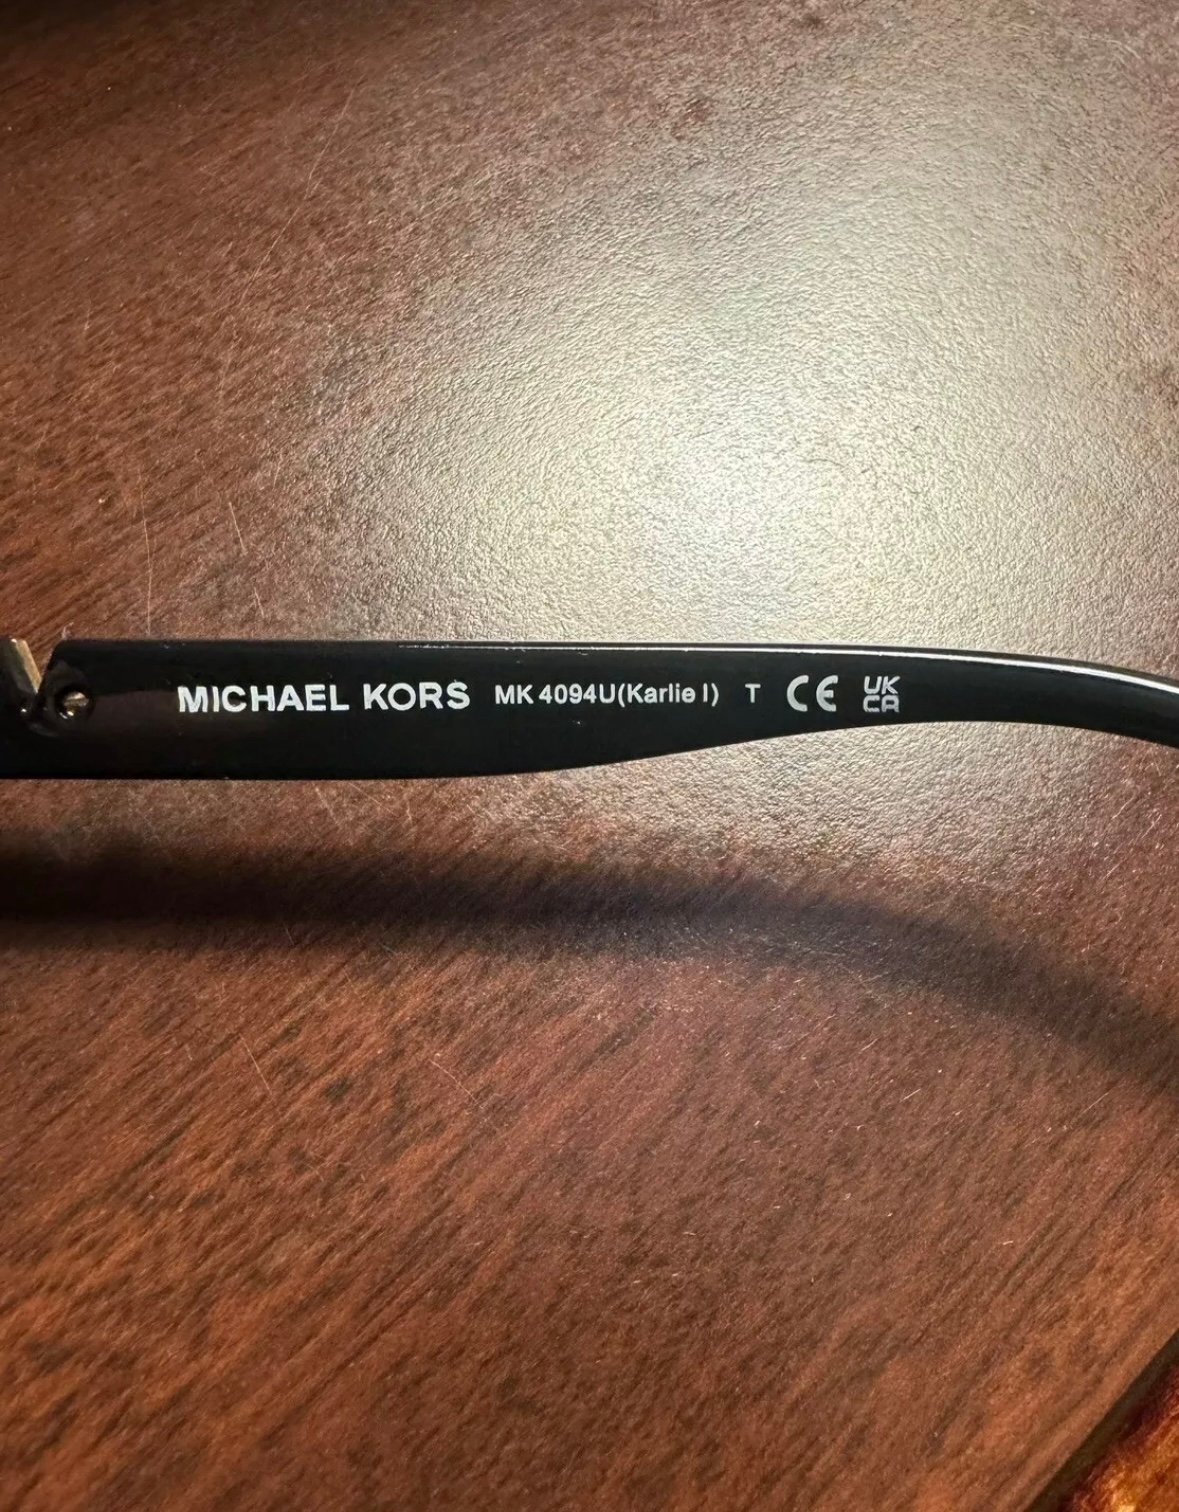 MICHAEL KORS MK 4094U(Karlie I) T CE UK
CA